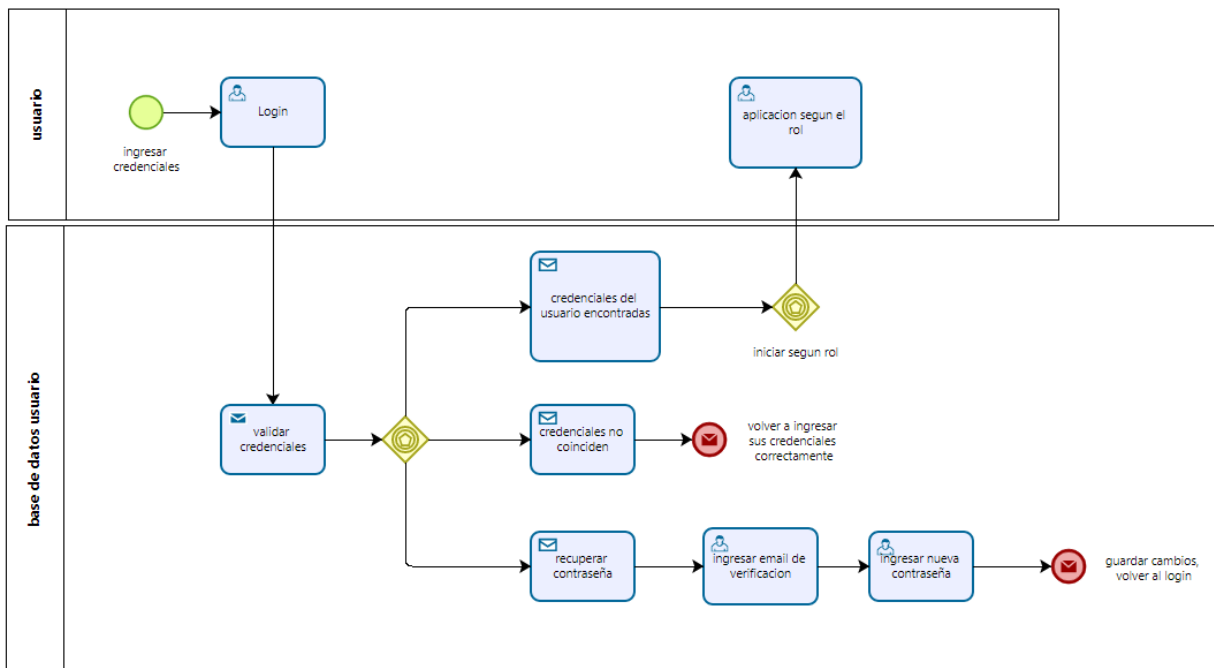 usuario
ingresar
credenciales
Login
aplicacion segun el
rol
base de datos usuario
validar
credenciales
credenciales del
usuario encontradas
iniciar segun rol
credenciales no
coinciden
volver a ingresar
sus credenciales
correctamente
recuperar
contraseña
ingresar email de
verificacion
ingresar nueva
contraseña
guardar cambios,
volver al login